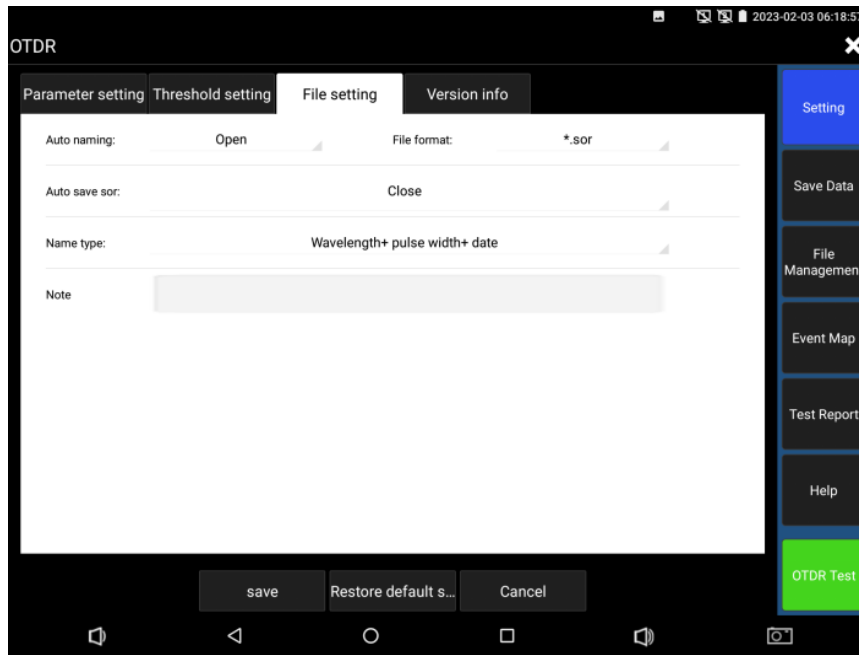 2023-02-03 06:18:57
OTDR
Parameter setting Threshold setting File setting Version info
Auto naming: Open File format: *.sor
Auto save sor: Close
Name type: Wavelength+ pulse width+ date
Note
Setting
Save Data
File
Managemen
Event Map
Test Report
Help
OTDR Test
save Restore default s... Cancel